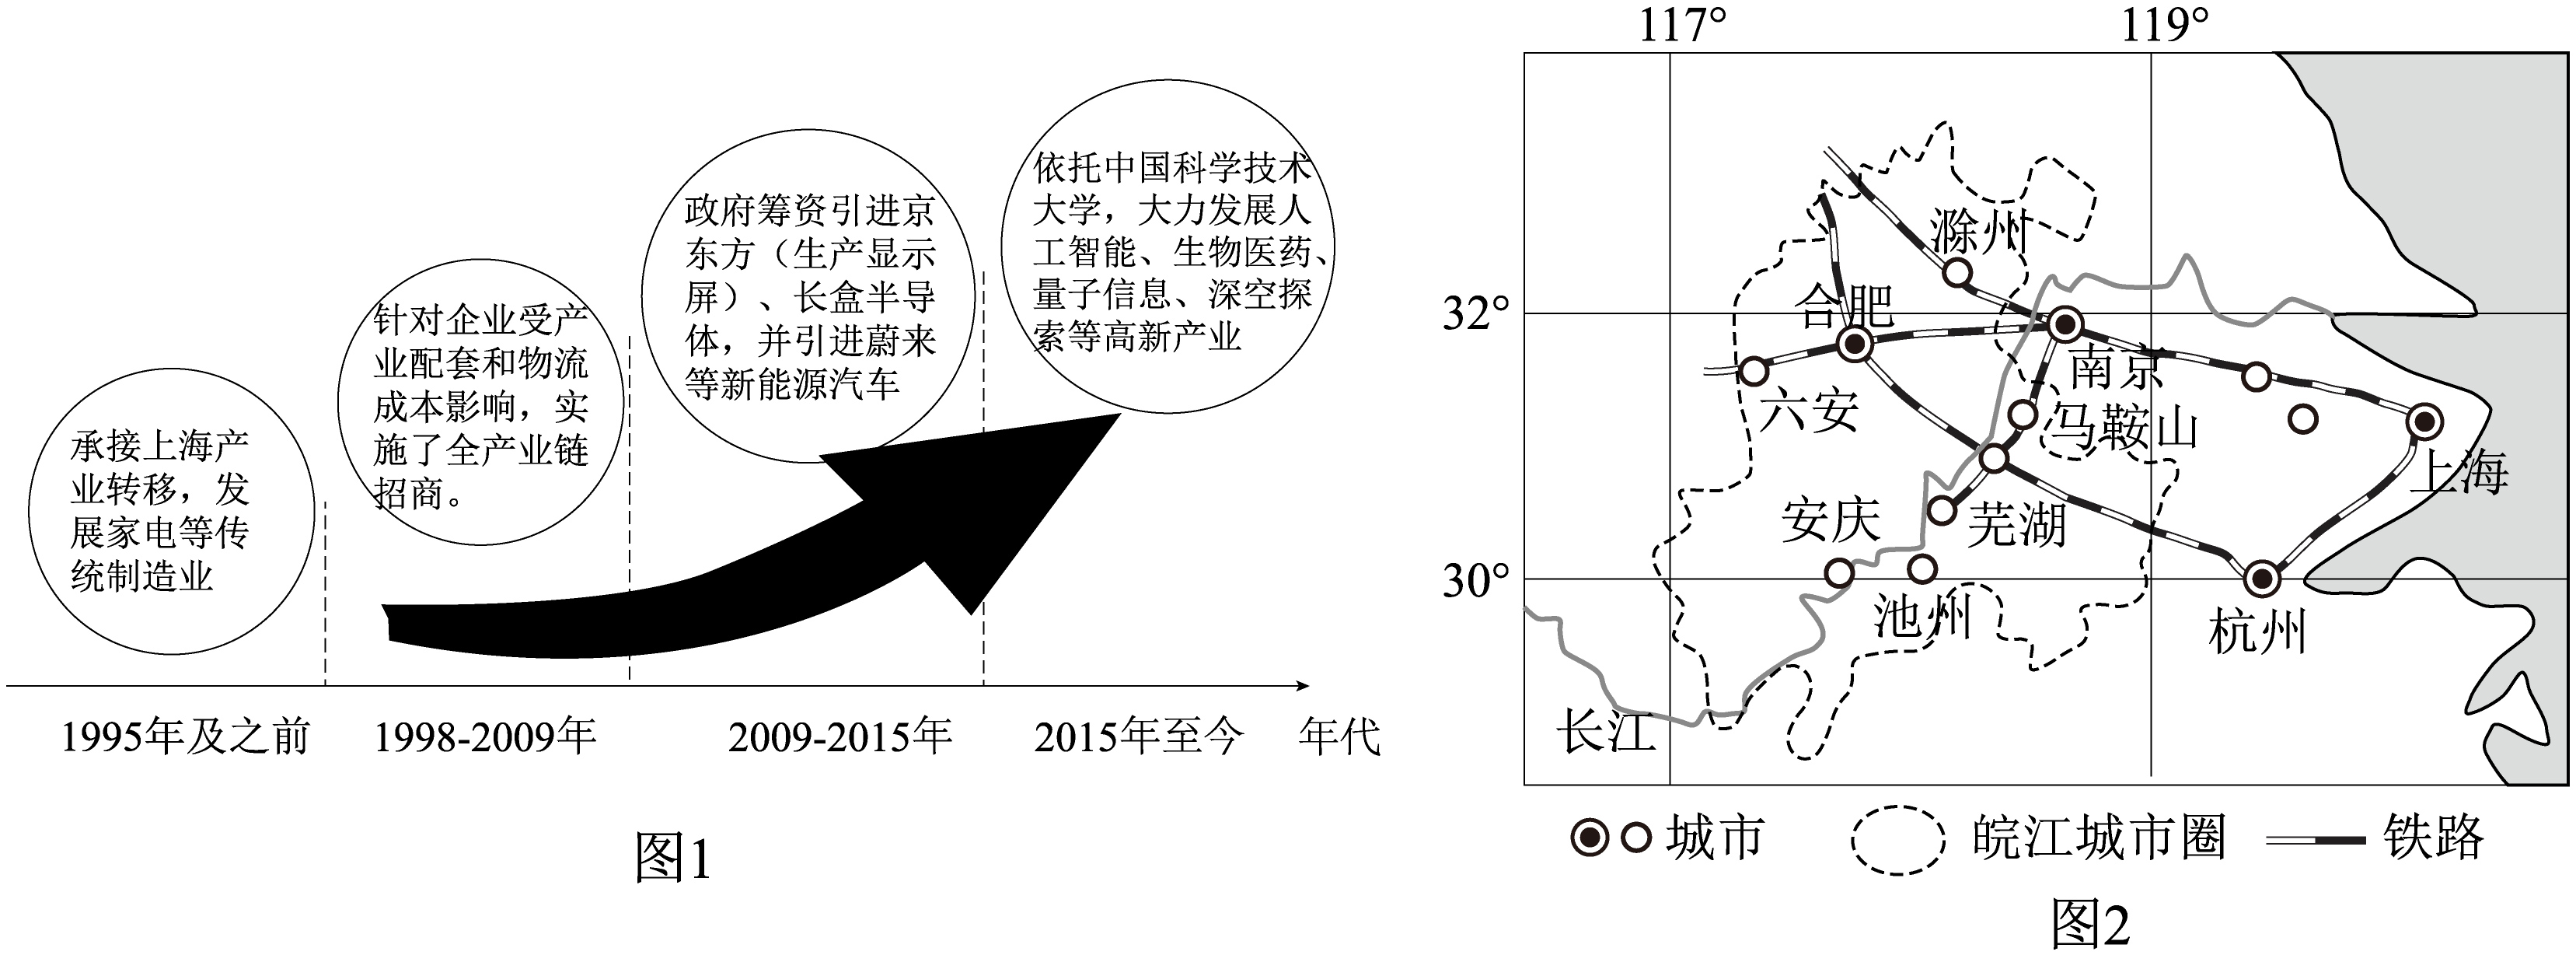 承接上海产
业转移，发
展家电等传
统制造业
针对企业受产
业配套和物流
成本影响，实
施了全产业链
招商。
政府筹资引进京
东方（生产显示
屏）、长盒半导
体，并引进蔚来
等新能源汽车
依托中国科学技术
大学，大力发展人
工智能、生物医药、
量子信息、深空探
索等高新产业
1995年及之前
1998-2009年
2009-2015年
2015年至今
年代
图1
117°
119°
32°
30°
滁州
合肥
南京
六安
马鞍山
上海
安庆
芜湖
池州
杭州
长江
城市
皖江城市圈
铁路
图2